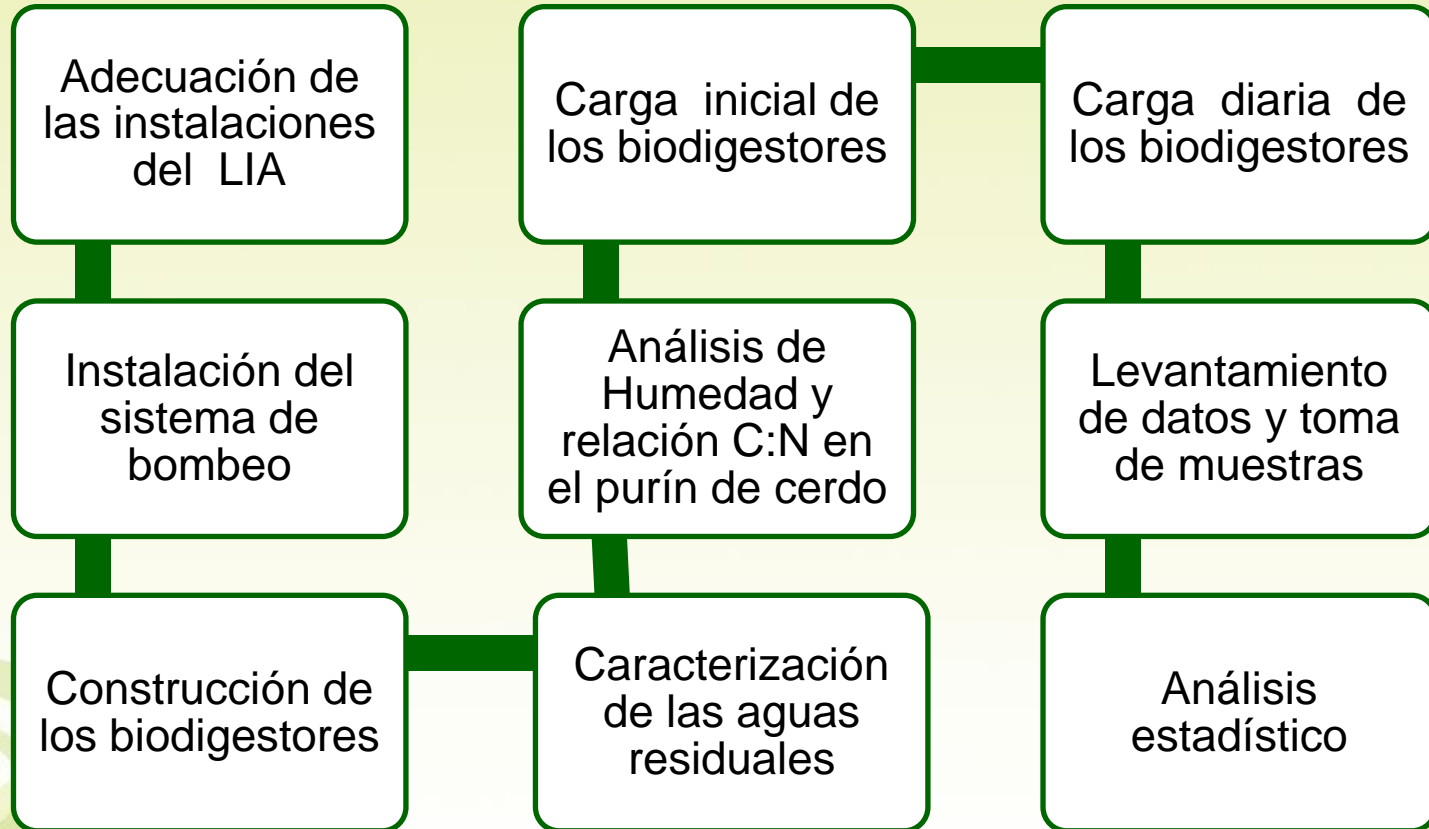 Adecuación de
las instalaciones
del LIA
Instalación del
sistema de
bombeo
Construcción de
los biodigestores
Caracterización
de las aguas
residuales
Análisis de
Humedad y
relación C:N en
el purín de cerdo
Carga inicial de
los biodigestores
Carga diaria de
los biodigestores
Levantamiento
de datos y toma
de muestras
Análisis
estadístico